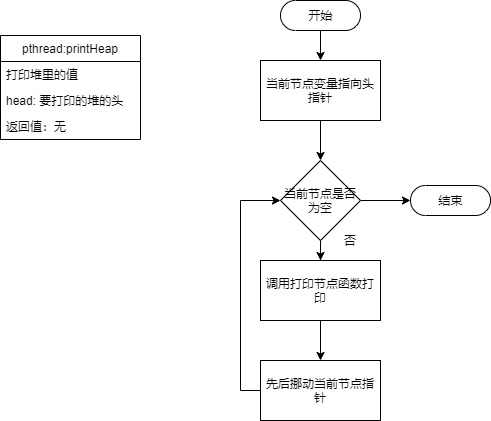 pthread:printHeap
打印堆里的值
head: 要打印的堆的头
返回值：无
开始
当前节点变量指向头
指针
当前节点是否
为空
结束
否
调用打印节点函数打
印
先后挪动当前节点指
针